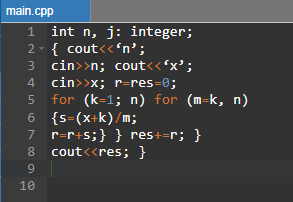 main.cpp
1 int n, j: integer;
2 { cout<<‘n’;
3 cin>>n; cout<<‘x’;
4 cin>>x; r=res=0;
5 for (k=1; n) for (m=k, n)
6 {s=(x+k)/m;
7 r=r+s;} } res+=r; }
8 cout<<res; }
9
10